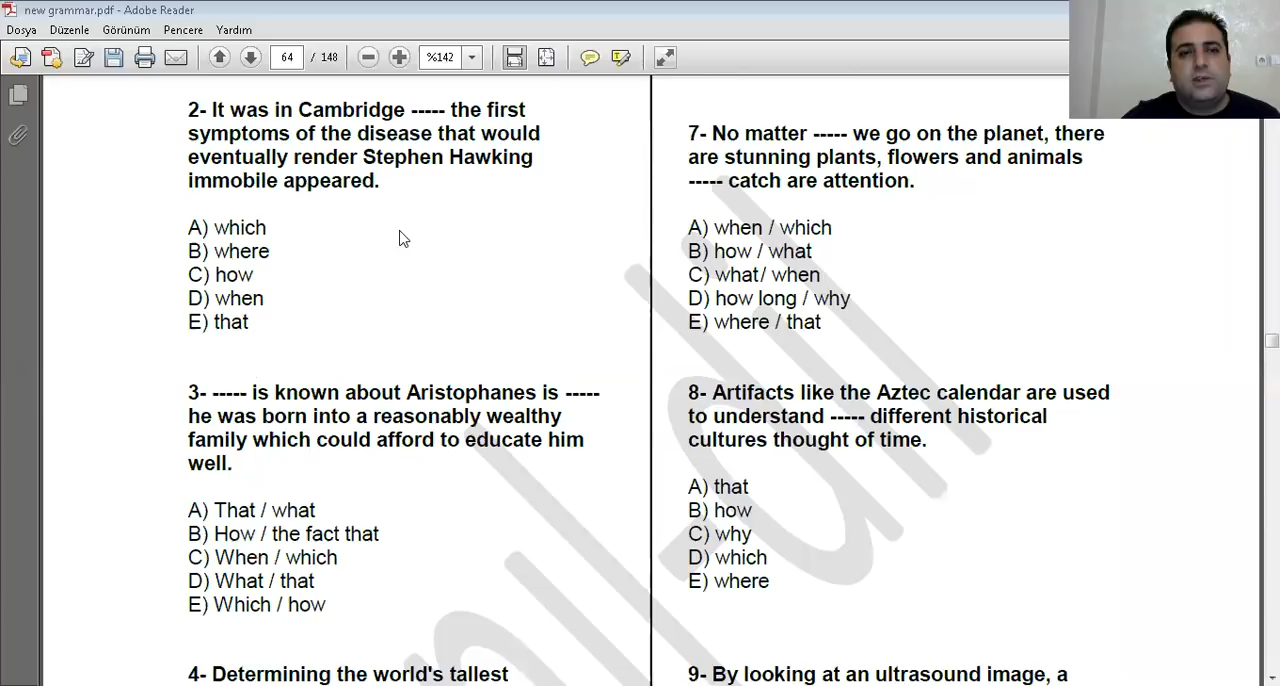 new grammar.pdf - Adobe Reader
Dosya Düzenle Görünüm Pencere Yardım
64 / 148 %142
2- It was in Cambridge ----- the first
symptoms of the disease that would
eventually render Stephen Hawking
immobile appeared.
A) which
B) where
C) how
D) when
E) that
3- ----- is known about Aristophanes is -----
he was born into a reasonably wealthy
family which could afford to educate him
well.
A) That / what
B) How / the fact that
C) When / which
D) What / that
E) Which / how
4- Determining the world's tallest
7- No matter ----- we go on the planet, there
are stunning plants, flowers and animals
----- catch are attention.
A) when / which
B) how / what
C) what/ when
D) how long / why
E) where / that
8- Artifacts like the Aztec calendar are used
to understand ----- different historical
cultures thought of time.
A) that
B) how
C) why
D) which
E) where
9- By looking at an ultrasound image, a